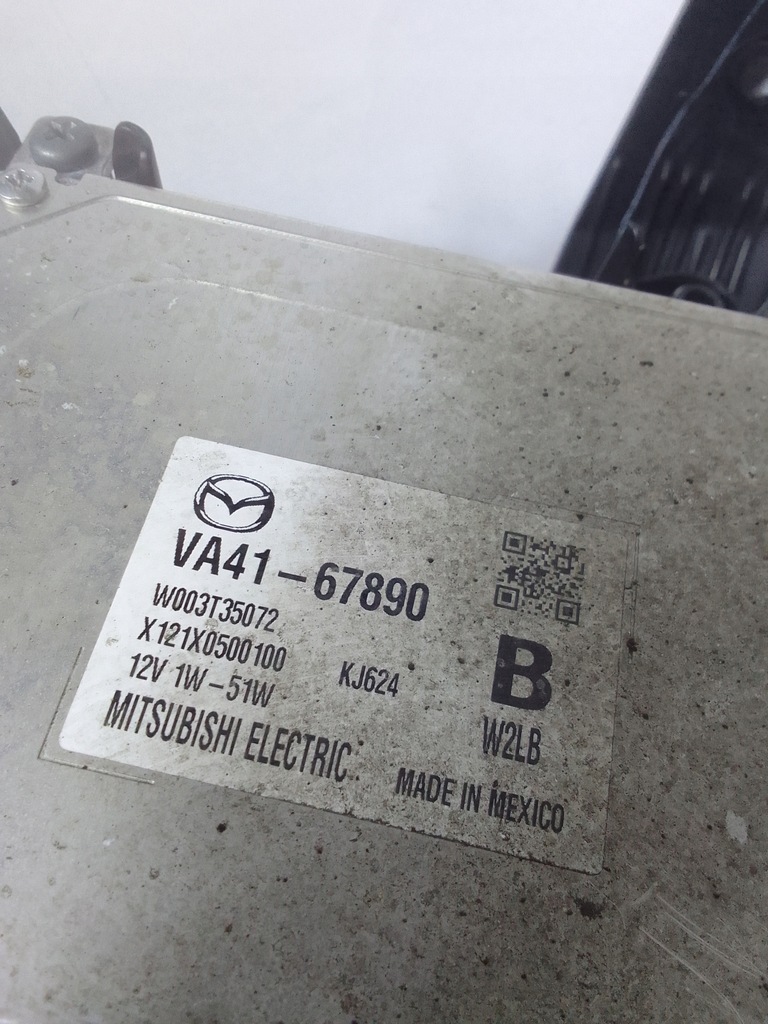 VA41-67890
W003T35072
X121X0500100
12V 1W-51W
KJ624
B
W2LB
MITSUBISHI ELECTRIC
MADE IN MEXICO